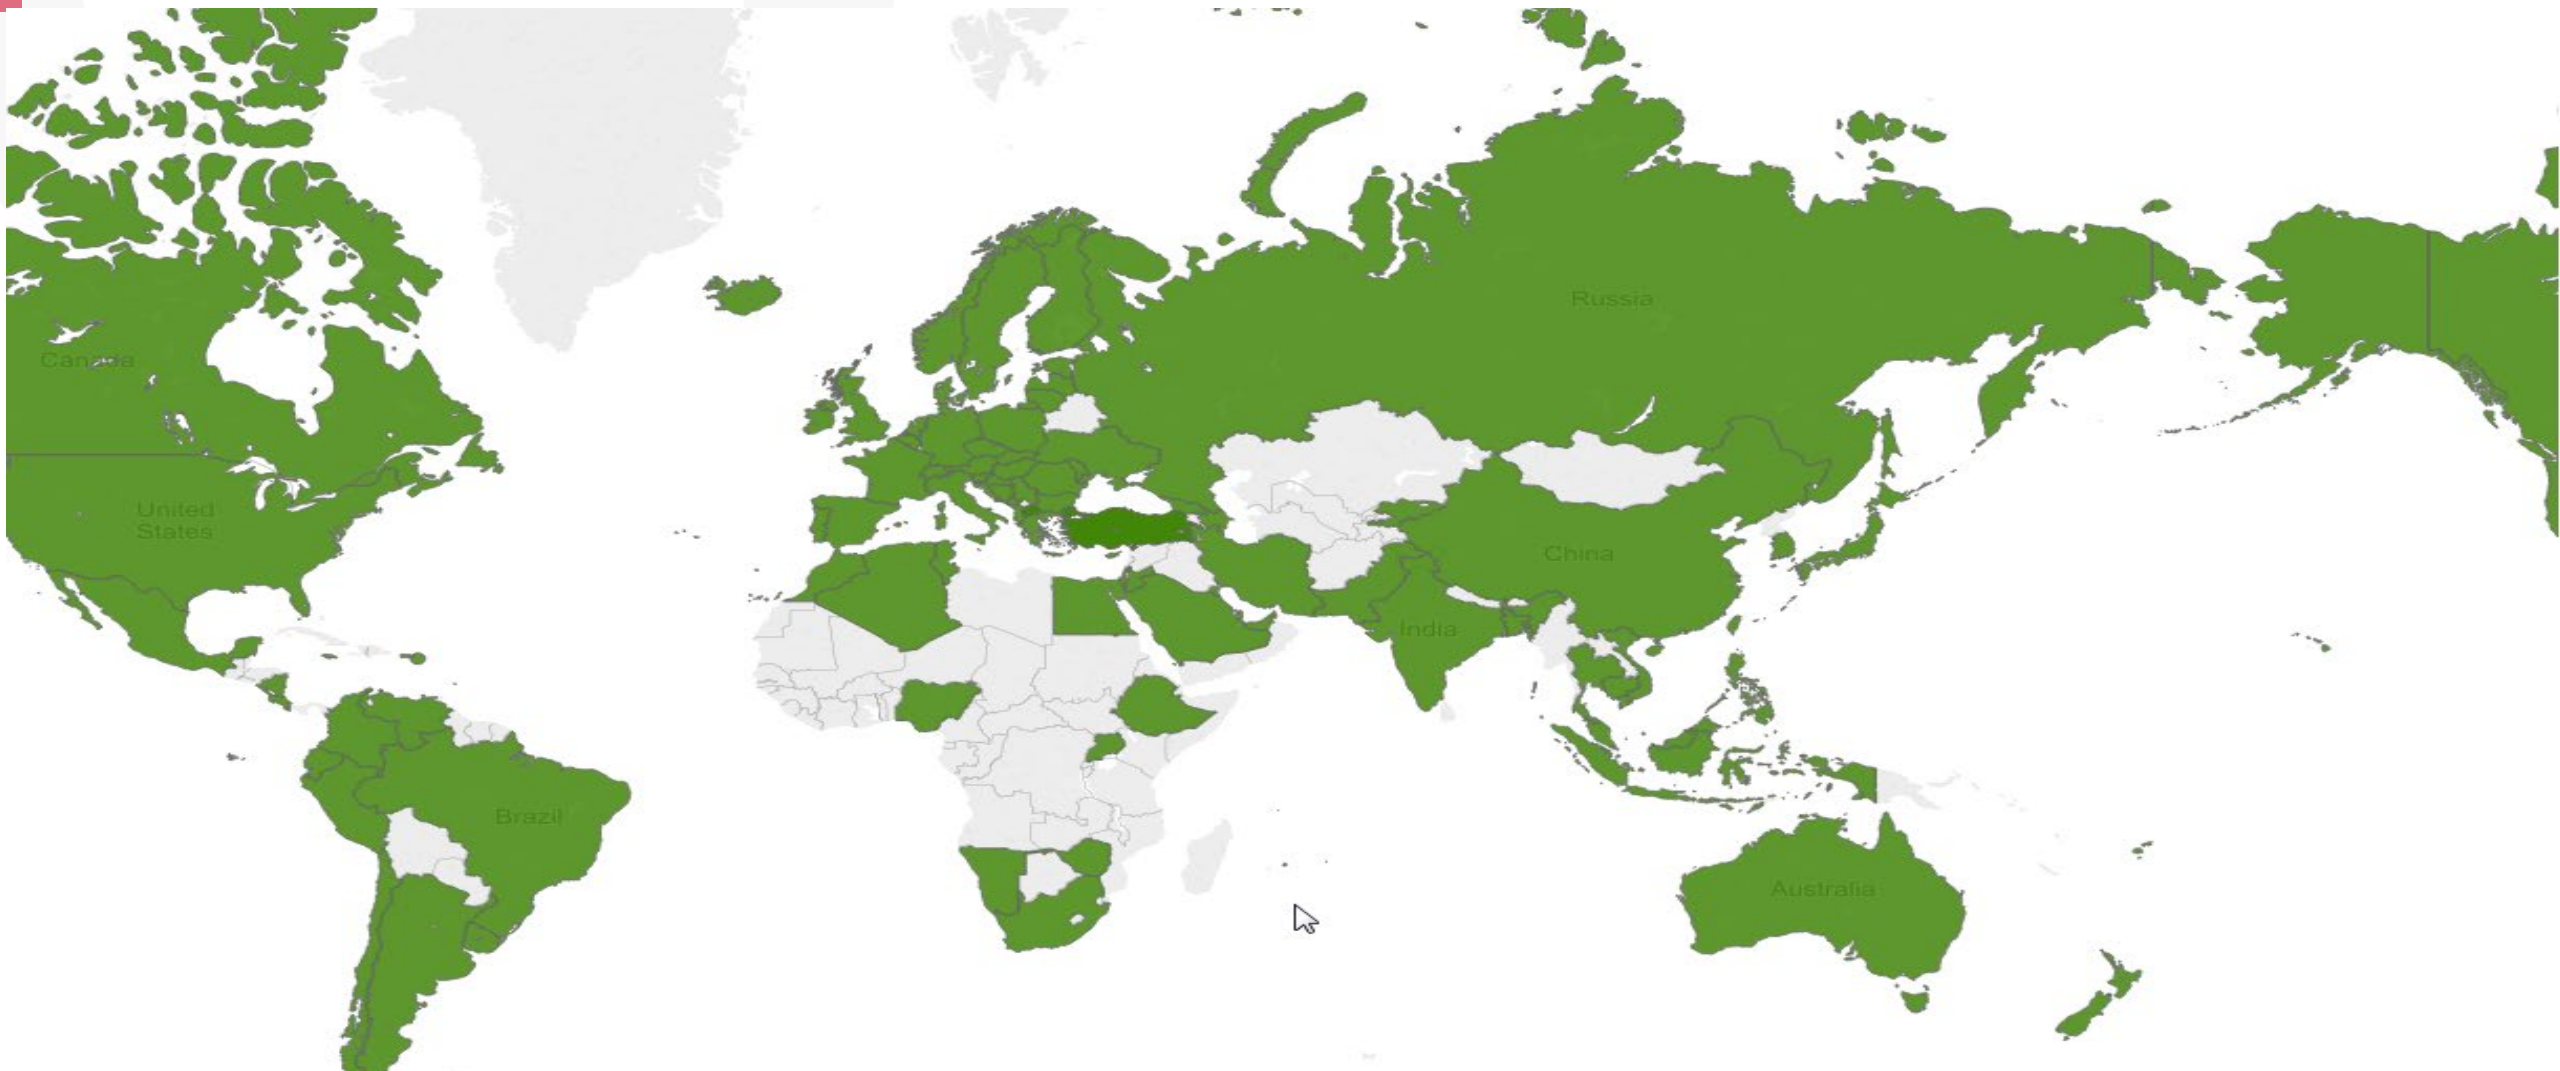 Russia
Canada
United
States
China
India
Brazil
Australia